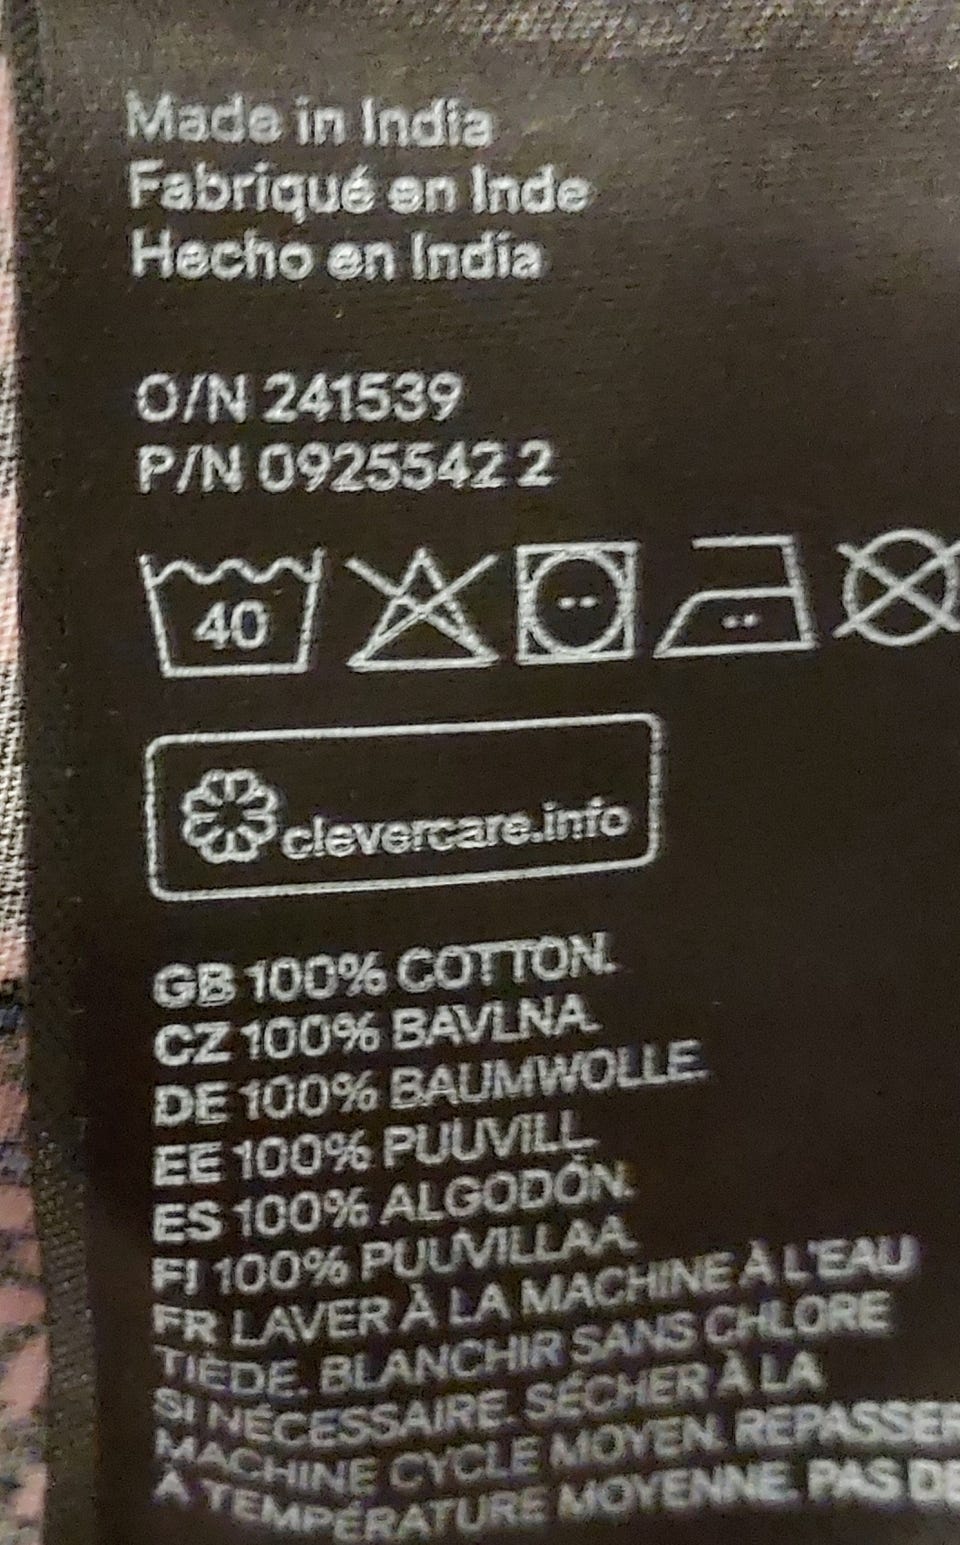 Made in India
Fabriqué en Inde
Hecho en India
O/N 241539
P/N 0925542 2
40
clevercare.info
GB 100% COTTON.
CZ 100% BAVLNA.
DE 100% BAUMWOLLE.
EE 100% PUUVILL.
ES 100% ALGODÓN.
FI 100% PUUVILLAA.
FR LAVER À LA MACHINE À L'EAU
TIÈDE. BLANCHIR SANS CHLORE
SI NÉCESSAIRE. SÉCHER À LA
MACHINE CYCLE MOYEN. REPASSER
À TEMPÉRATURE MOYENNE. PAS DE